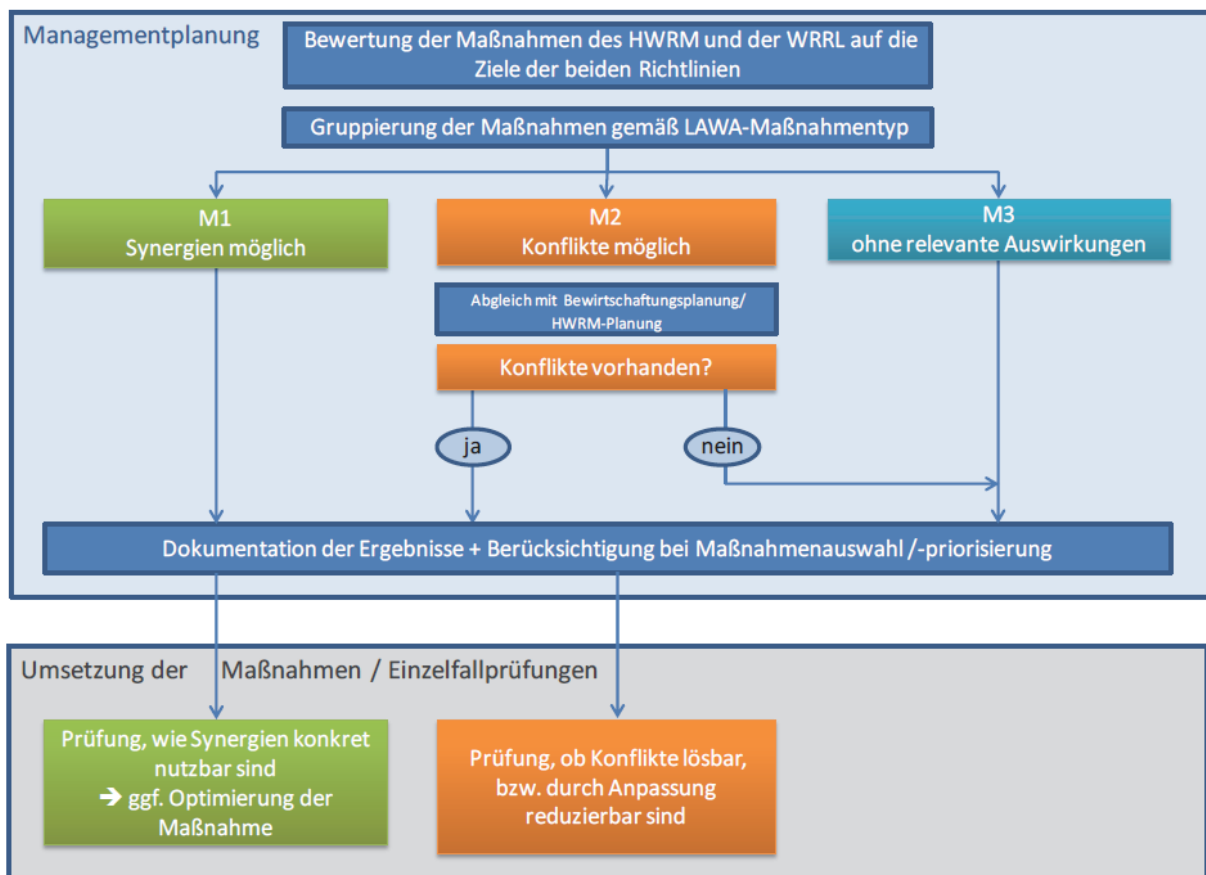 Managementplanung
Bewertung der Maßnahmen des HWRM und der WRRL auf die
Ziele der beiden Richtlinien
Gruppierung der Maßnahmen gemäß LAWA-Maßnahmentyp
M1
Synergien möglich
M2
Konflikte möglich
M3
ohne relevante Auswirkungen
Abgleich mit Bewirtschaftungsplanung/
HWRM-Planung
Konflikte vorhanden?
ja
nein
Dokumentation der Ergebnisse + Berücksichtigung bei Maßnahmenauswahl /-priorisierung
Umsetzung der Maßnahmen / Einzelfallprüfungen
Prüfung, wie Synergien konkret
nutzbar sind
➔ ggf. Optimierung der
Maßnahme
Prüfung, ob Konflikte lösbar,
bzw. durch Anpassung
reduzierbar sind